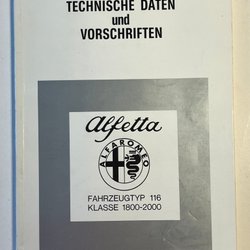 TECHNISCHE DATEN
und
VORSCHRIFTEN
alfetta
ALFA ROMEO
FAHRZEUGTYP 116
KLASSE 1800-2000